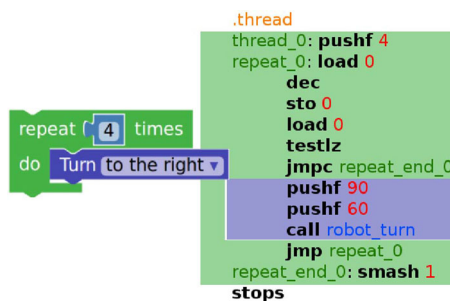 .thread
thread_0: pushf 4
repeat_0: load 0
dec
sto 0
load 0
testlz
jmpc repeat_end_0
pushf 90
pushf 60
call robot_turn
jmp repeat_0
repeat_end_0: smash 1
stops
repeat 4 times
do Turn to the right